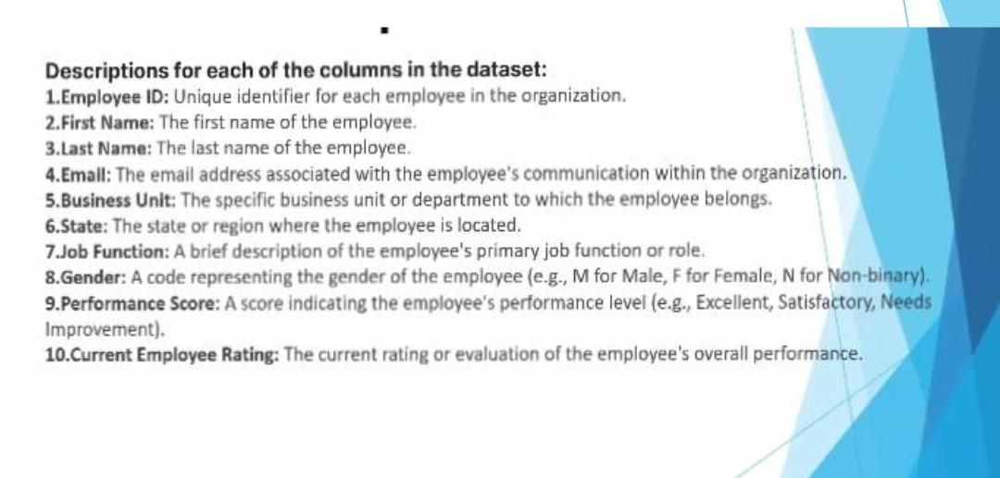 Descriptions for each of the columns in the dataset:
1.Employee ID: Unique identifier for each employee in the organization.
2.First Name: The first name of the employee.
3.Last Name: The last name of the employee.
4.Email: The email address associated with the employee's communication within the organization.
5.Business Unit: The specific business unit or department to which the employee belongs.
6.State: The state or region where the employee is located.
7.Job Function: A brief description of the employee's primary job function or role.
8.Gender: A code representing the gender of the employee (e.g., M for Male, F for Female, N for Non-binary).
9.Performance Score: A score indicating the employee's performance level (e.g., Excellent, Satisfactory, Needs
Improvement).
10.Current Employee Rating: The current rating or evaluation of the employee's overall performance.